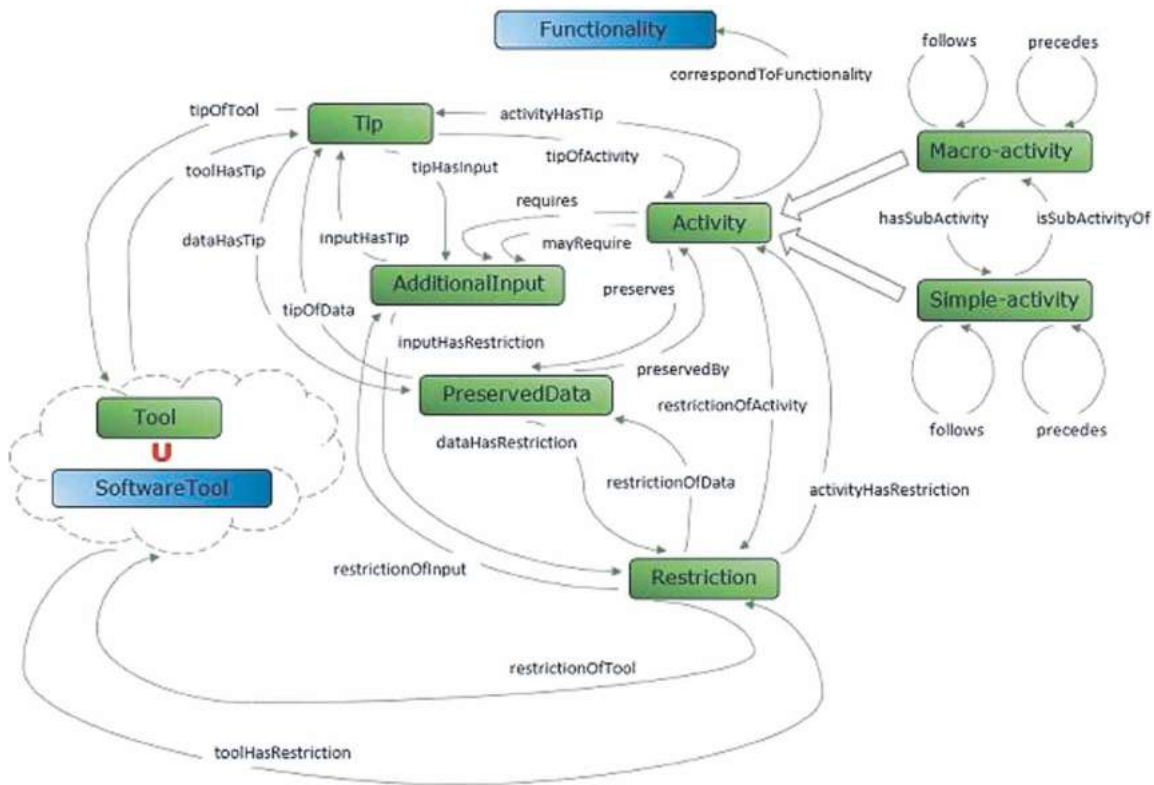 Functionality
follows
precedes
correspondToFunctionality
tipOfTool
activityHasTip
Tip
Macro-activity
toolHasTip
tipHasInput
tipOfActivity
requires
Activity
hasSubActivity
isSubActivityOf
dataHasTip
inputHasTip
mayRequire
AdditionalInput
preserves
Simple-activity
tipOfData
inputHasRestriction
preservedBy
PreservedData
restrictionOfActivity
Tool
follows
precedes
dataHasRestriction
U
SoftwareTool
restrictionOfData
activityHasRestriction
restrictionOfInput
Restriction
restrictionOfTool
toolHasRestriction